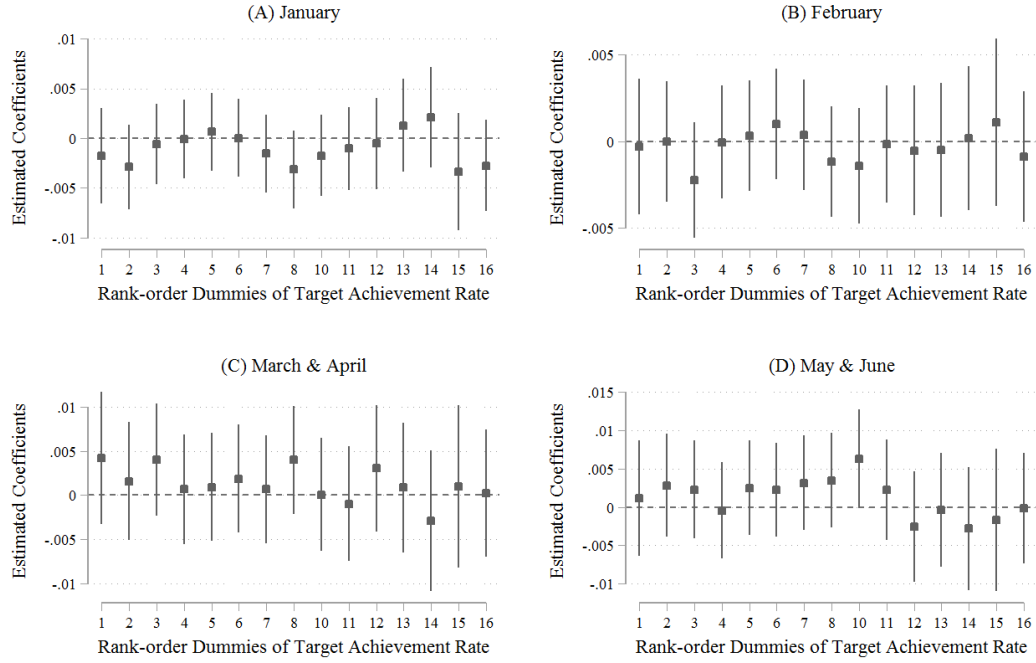 (A) January
Estimated Coefficients
.01
.005
0
-.005
-.01
1 2 3 4 5 6 7 8 10 11 12 13 14 15 16
Rank-order Dummies of Target Achievement Rate
(B) February
Estimated Coefficients
.005
0
-.005
1 2 3 4 5 6 7 8 10 11 12 13 14 15 16
Rank-order Dummies of Target Achievement Rate
(C) March & April
Estimated Coefficients
.01
.005
0
-.005
-.01
1 2 3 4 5 6 7 8 10 11 12 13 14 15 16
Rank-order Dummies of Target Achievement Rate
(D) May & June
Estimated Coefficients
.015
.01
.005
0
-.005
-.01
1 2 3 4 5 6 7 8 10 11 12 13 14 15 16
Rank-order Dummies of Target Achievement Rate